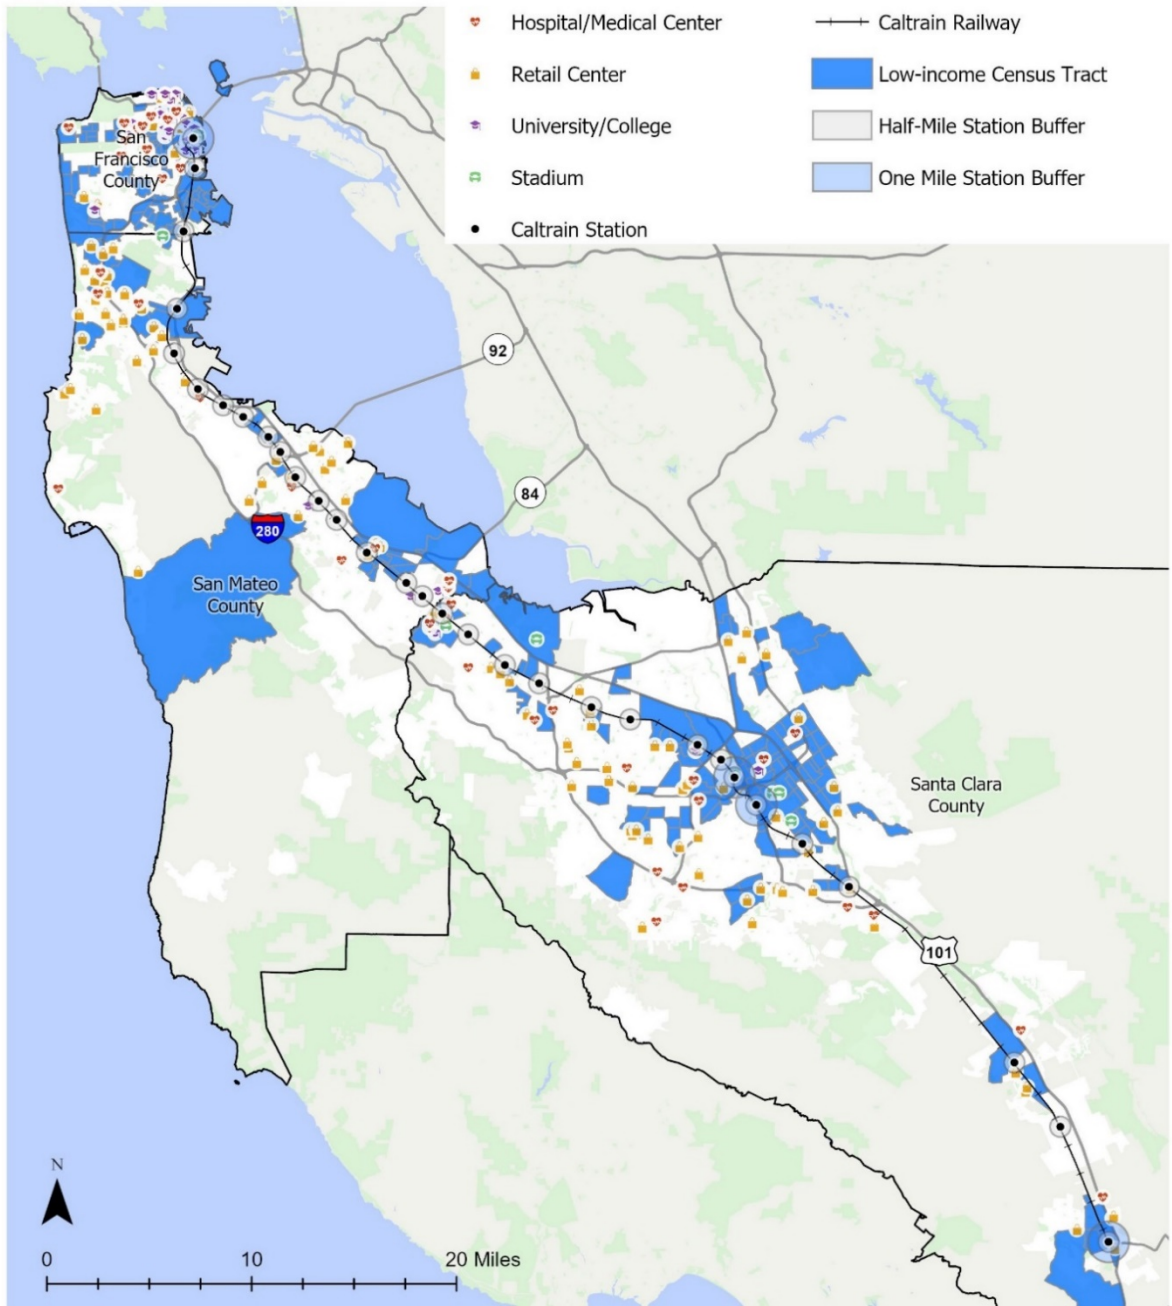 Hospital/Medical Center
Retail Center
University/College
Stadium
Caltrain Station
Caltrain Railway
Low-income Census Tract
Half-Mile Station Buffer
One Mile Station Buffer
San
Francisco
County
92
84
280
San Mateo
County
Santa Clara
County
101
N
0 10 20 Miles